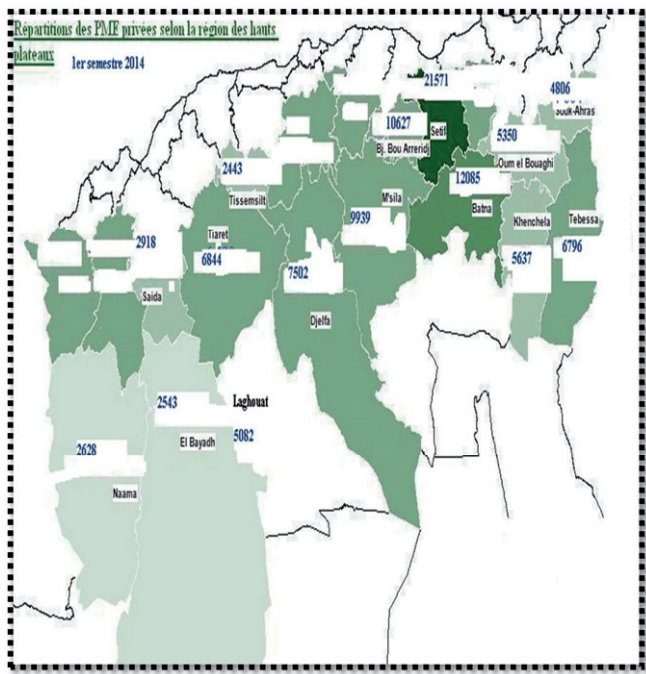 Répartitions des PME privées selon la région des hauts
plateaux
1er semestre 2014
21571
4806
Souk-Ahras
10627
Setif
5350
Bj. Bou Arreridj
Oum el Bouaghi
2443
12085
Tissemsilt
M'sila
Batna
9939
Khenchela
Tebessa
Tiaret
2918
6844
5637
6796
7502
Saida
Djelfa
2543
Laghouat
5082
El Bayadh
2628
Naama